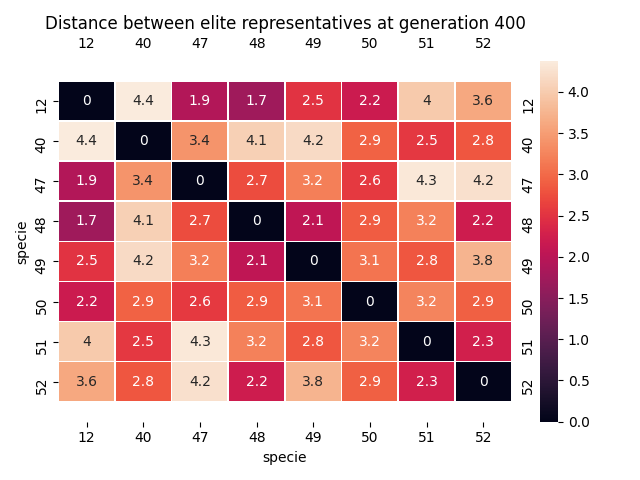 Distance between elite representatives at generation 400
12 40 47 48 49 50 51 52
12 0 4.4 1.9 1.7 2.5 2.2 4 3.6 12
40 4.4 0 3.4 4.1 4.2 2.9 2.5 2.8 40
47 1.9 3.4 0 2.7 3.2 2.6 4.3 4.2 47
48 1.7 4.1 2.7 0 2.1 2.9 3.2 2.2 48
49 2.5 4.2 3.2 2.1 0 3.1 2.8 3.8 49
50 2.2 2.9 2.6 2.9 3.1 0 3.2 2.9 50
51 4 2.5 4.3 3.2 2.8 3.2 0 2.3 51
52 3.6 2.8 4.2 2.2 3.8 2.9 2.3 0 52
12 40 47 48 49 50 51 52
specie
specie
4.0
3.5
3.0
2.5
2.0
1.5
1.0
0.5
0.0